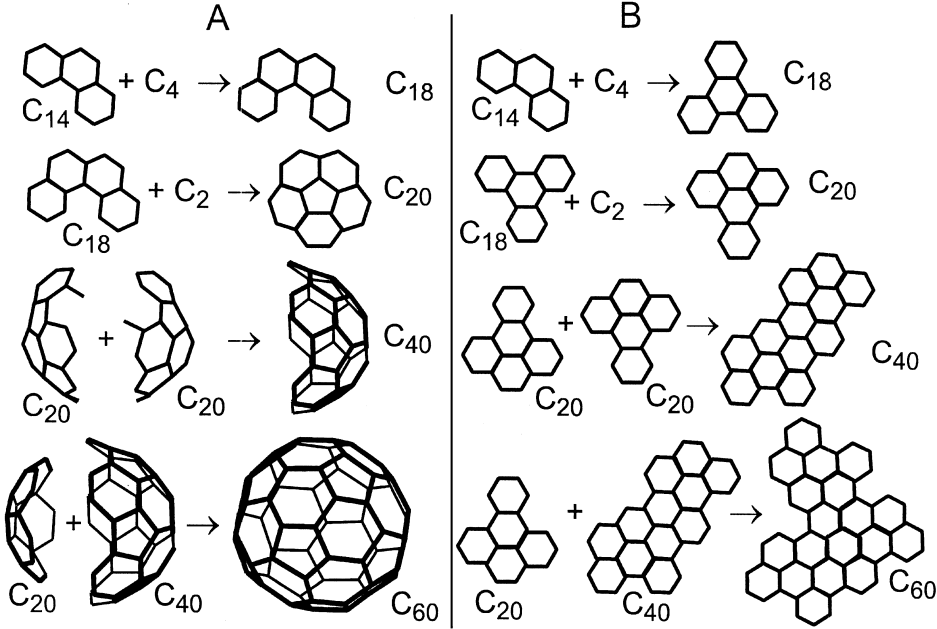 A
C₁₄ + C₄ → C₁₈
C₁₈ + C₂ → C₂₀
C₂₀ + C₂₀ → C₄₀
C₂₀ + C₄₀ → C₆₀
B
C₁₄ + C₄ → C₁₈
C₁₈ + C₂ → C₂₀
C₂₀ + C₂₀ → C₄₀
C₂₀ + C₄₀ → C₆₀